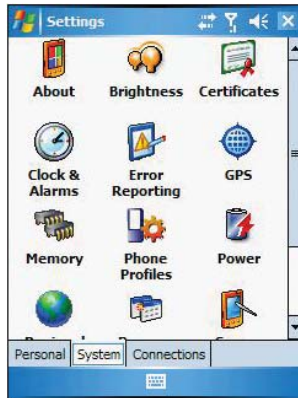 Settings
About Brightness Certificates
Clock & Alarms Error Reporting GPS
Memory Phone Profiles Power
Personal System Connections